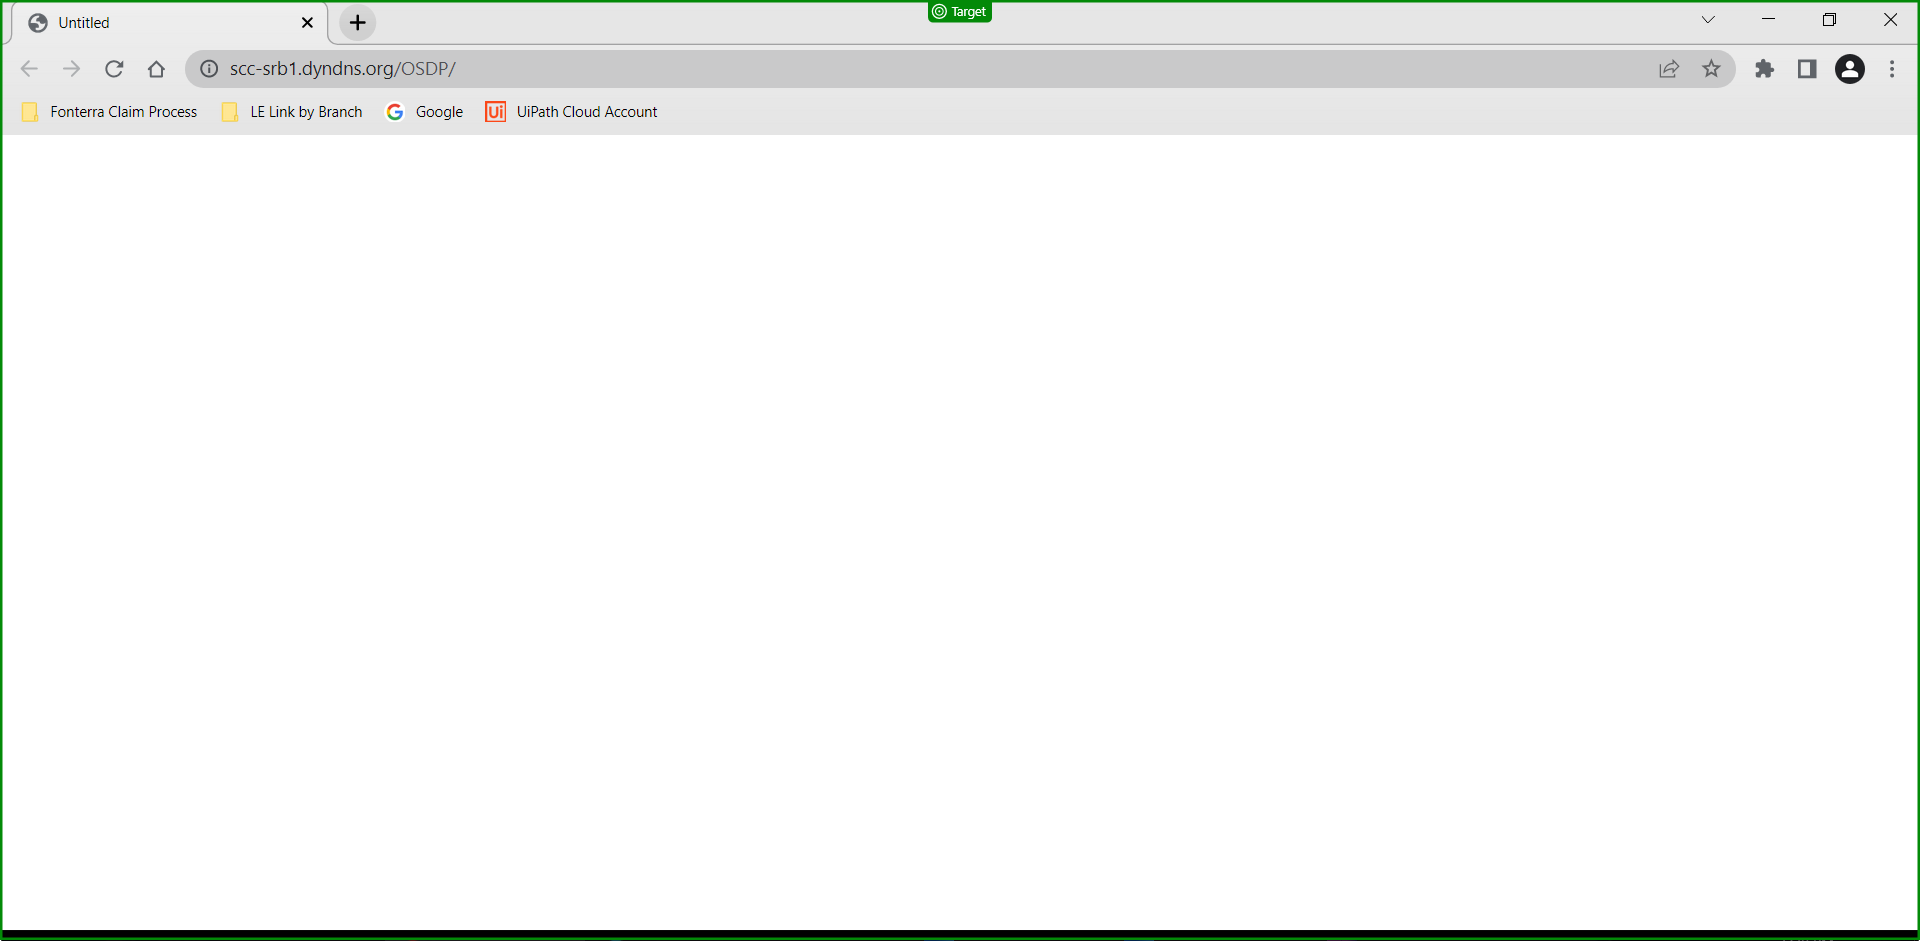 Target
Untitled
scc-srb1.dyndns.org/OSDP/
Fonterra Claim Process
LE Link by Branch
Google
Ui UiPath Cloud Account